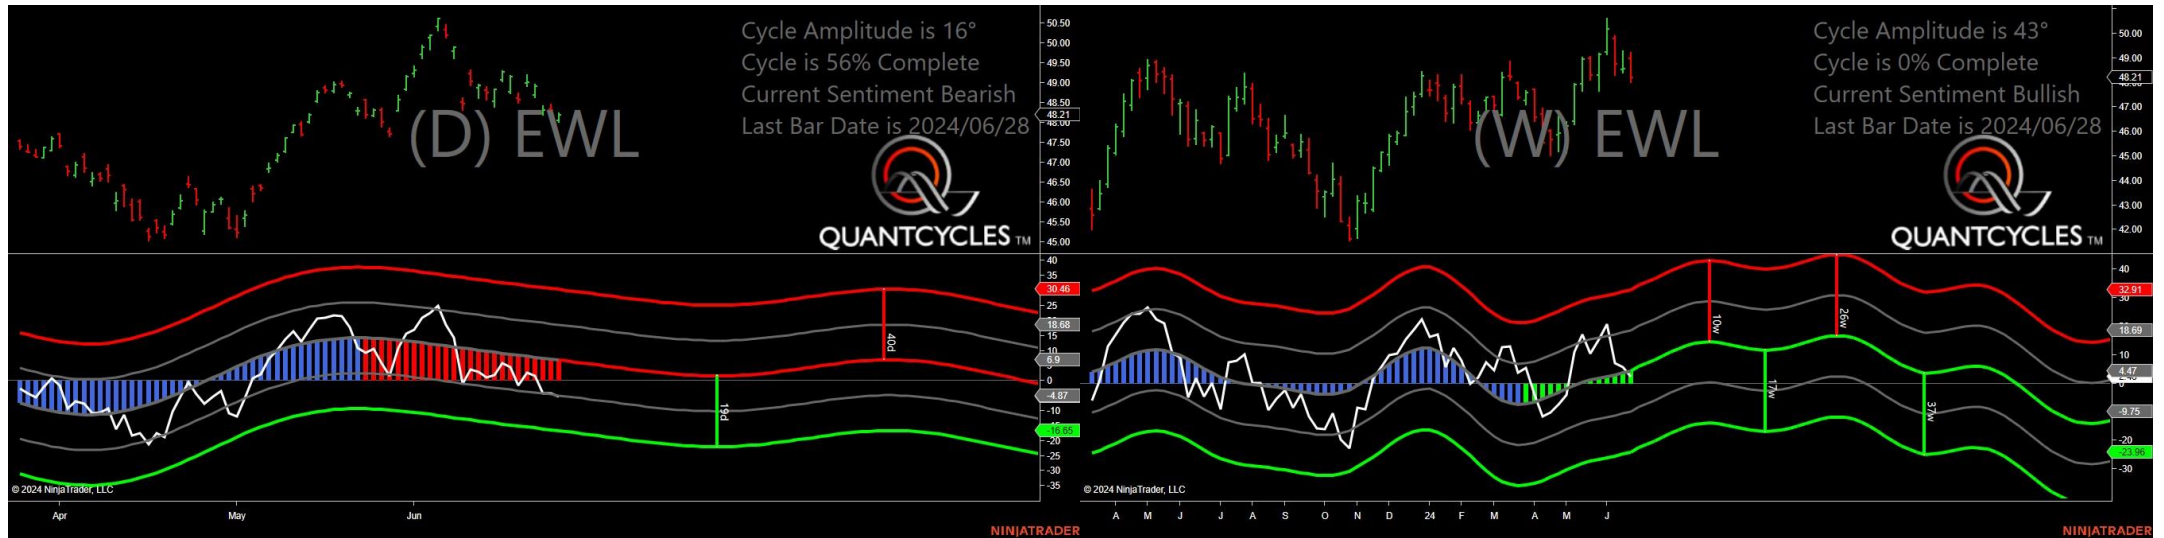 Cycle Amplitude is 16°
Cycle is 56% Complete
Current Sentiment Bearish
Last Bar Date is 2024/06/28
(D) EWL
QUANTCYCLES TM
50.50
50.00
49.50
49.00
48.50
48.21
48.00
47.50
47.00
46.50
46.00
45.50
45.00
40
35
30.46
25
18.68
15
10
6.9
5
0
-4.87
-10
-16.65
-20
-25
-30
-35
40d
19d
© 2024 NinjaTrader, LLC
Apr May Jun
NINJATRADER
Cycle Amplitude is 43°
Cycle is 0% Complete
Current Sentiment Bullish
Last Bar Date is 2024/06/28
(W) EWL
QUANTCYCLES TM
50.00
49.00
48.21
47.00
46.00
45.00
44.00
43.00
42.00
40
32.91
30
18.69
10
4.47
-9.75
-20
-23.96
-30
10w
26w
17w
37w
© 2024 NinjaTrader, LLC
A M J J A S O N D 24 F M A M J
NINJATRADER